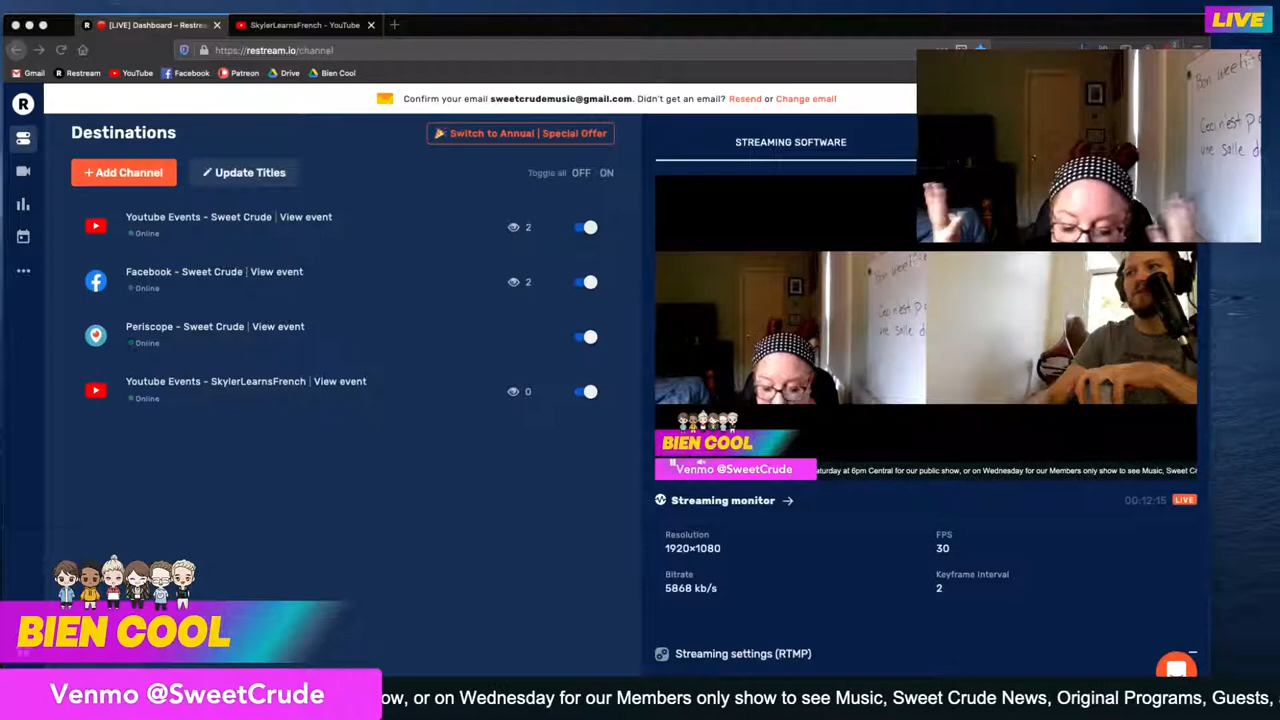 [LIVE] Dashboard – Restrea
SkylerLearnsFrench - YouTube
LIVE
https://restream.io/channel
Gmail
Restream
YouTube
Facebook
Patreon
Drive
Bien Cool
R
Confirm your email sweetcrudemusic@gmail.com. Didn't get an email? Resend or Change email
Destinations
Switch to Annual | Special Offer
+ Add Channel
Update Titles
Toggle all OFF ON
Youtube Events - Sweet Crude | View event
Online
2
Facebook - Sweet Crude | View event
Online
2
Periscope - Sweet Crude | View event
Online
Youtube Events - SkylerLearnsFrench | View event
Online
0
STREAMING SOFTWARE
Bon weel
Ceci n'est p
une salle d
BIEN COOL
Venmo @SweetCrude
aturday at 6pm Central for our public show, or on Wednesday for our Members only show to see Music, Sweet Cr
Streaming monitor →
00:12:15 LIVE
Resolution
1920×1080
FPS
30
Bitrate
5868 kb/s
Keyframe Interval
2
Streaming settings (RTMP)
BIEN COOL
Venmo @SweetCrude
ow, or on Wednesday for our Members only show to see Music, Sweet Crude News, Original Programs, Guests,